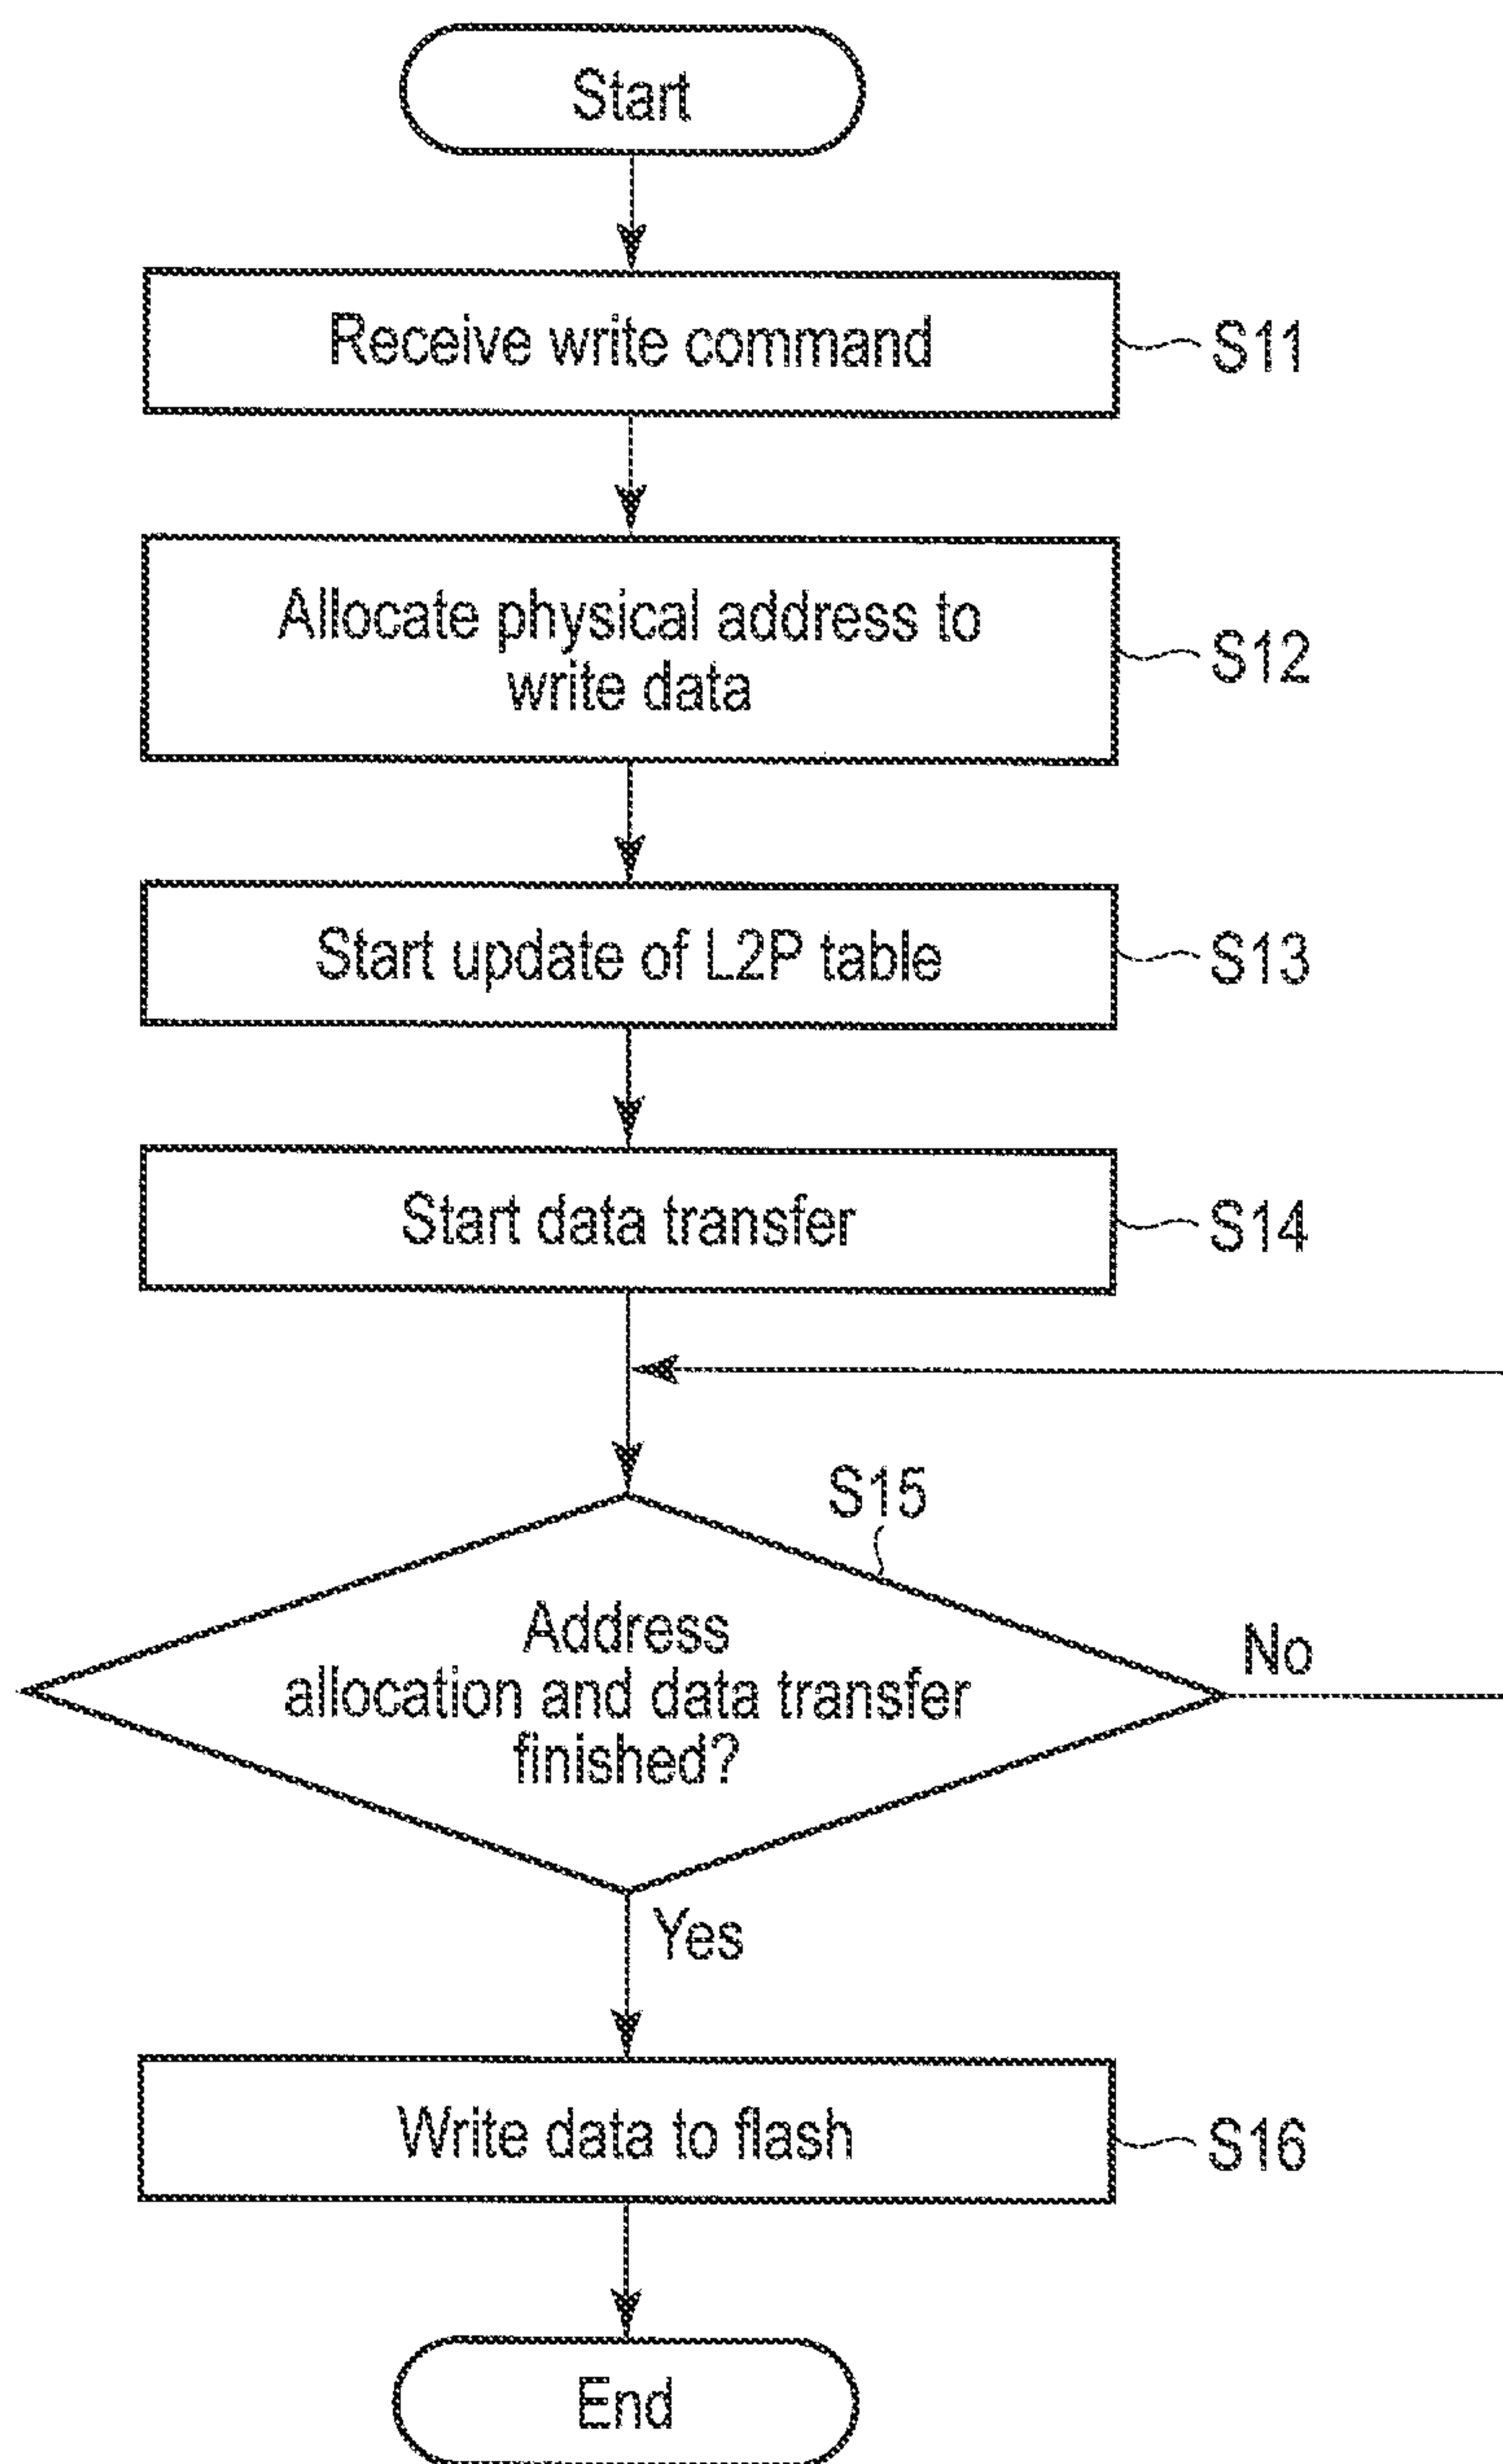 Start
Receive write command
S11
Allocate physical address to
write data
S12
Start update of L2P table
S13
Start data transfer
S14
S15
Address
allocation and data transfer
finished?
No
Yes
Write data to flash
S16
End